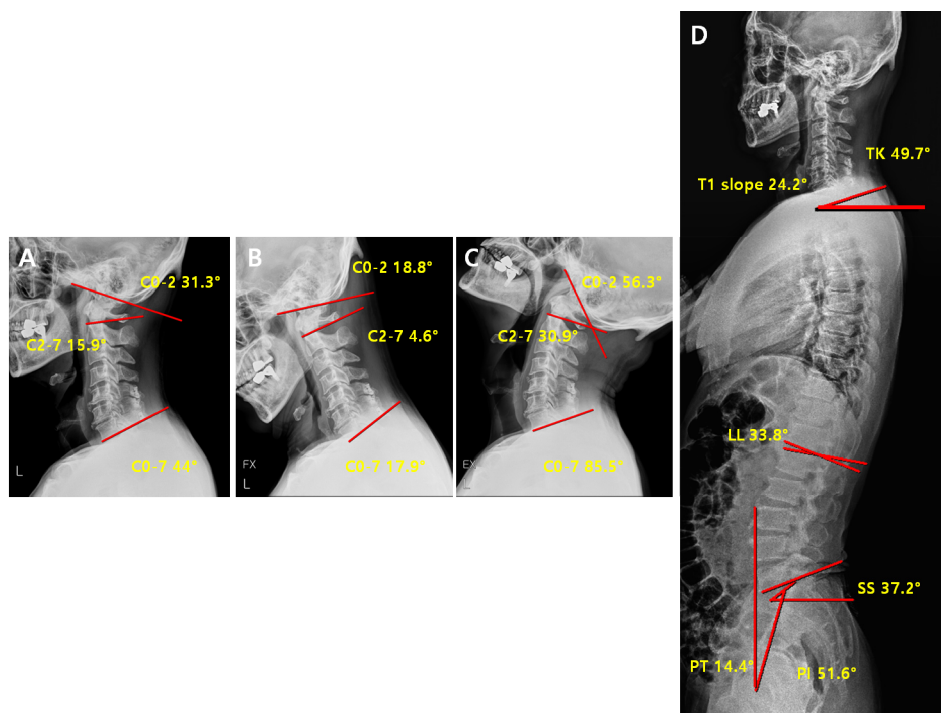 A
C0-2 31.3°
C2-7 15.9°
C0-7 44°
L
B
C0-2 18.8°
C2-7 4.6°
C0-7 17.9°
FX
L
C
C0-2 56.3°
C2-7 30.9°
C0-7 85.5°
EX
L
D
TK 49.7°
T1 slope 24.2°
LL 33.8°
SS 37.2°
PT 14.4°
PI 51.6°